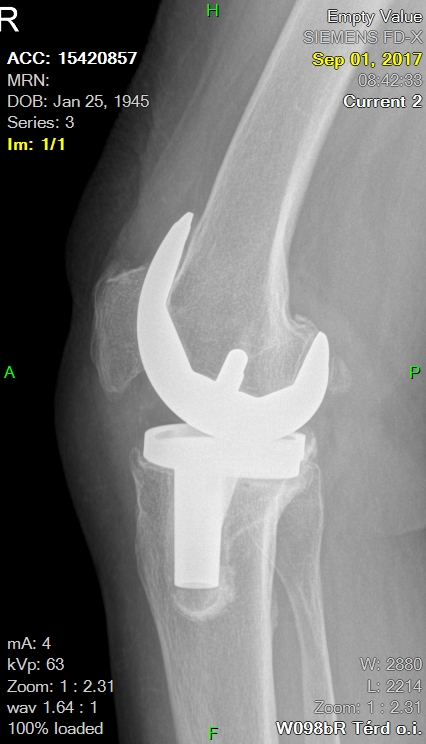 R
H
Empty Value
SIEMENS FD-X
ACC: 15420857
Sep 01, 2017
MRN:
08:42:33
DOB: Jan 25, 1945
Current 2
Series: 3
Im: 1/1
A
P
mA: 4
kVp: 63
W: 2880
Zoom: 1 : 2.31
L: 2214
wav 1.64 : 1
Zoom: 1 : 2.31
100% loaded
F
W098bR Térd o.i.